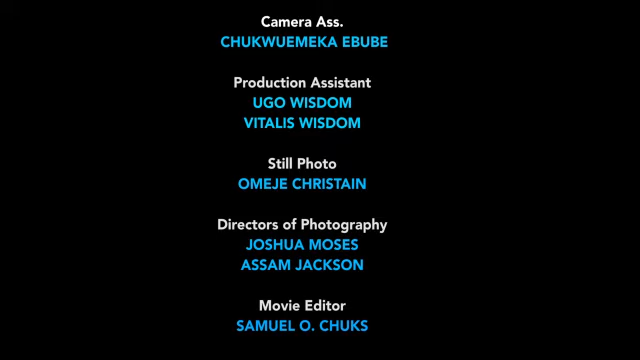 Camera Ass.
CHUKWUEMEKA EBUBE
Production Assistant
UGO WISDOM
VITALIS WISDOM
Still Photo
OMEJE CHRISTAIN
Directors of Photography
JOSHUA MOSES
ASSAM JACKSON
Movie Editor
SAMUEL O. CHUKS